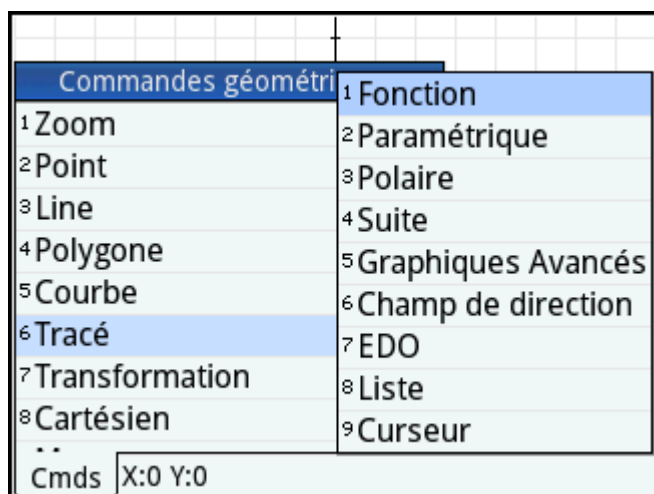 Commandes géométri
1 Zoom
2 Point
3 Line
4 Polygone
5 Courbe
6 Tracé
7 Transformation
8 Cartésien
1 Fonction
2 Paramétrique
3 Polaire
4 Suite
5 Graphiques Avancés
6 Champ de direction
7 EDO
8 Liste
9 Curseur
Cmds X:0 Y:0